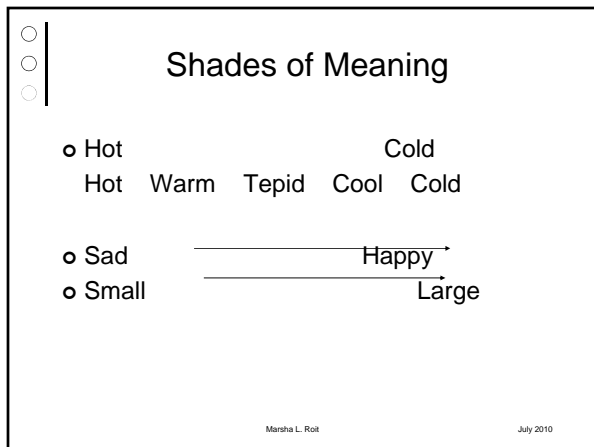 Shades of Meaning
Hot Cold
Hot Warm Tepid Cool Cold
Sad Happy
Small Large
Marsha L. Roit July 2010